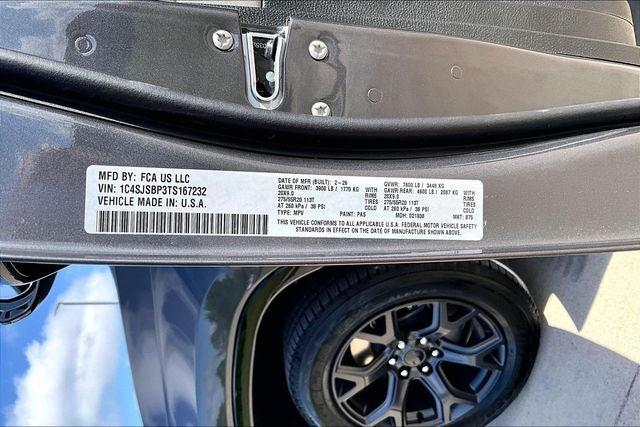 MFD BY: FCA US LLC
VIN: 1C4SJSBP3TS167232
VEHICLE MADE IN: U.S.A.
DATE OF MFR (BUILT): 2-26 GVWR: 7600 LB / 3448 KG
GAWR FRONT: 3900 LB / 1770 KG GAWR REAR: 4600 LB / 2087 KG
20X9.0 RIMS 20X9.0 RIMS
275/55R20 113T TIRES 275/55R20 113T TIRES
AT 260 kPa / 38 PSI COLD AT 260 kPa / 38 PSI COLD
TYPE: MPV PAINT: PAS MDH: 021808 MKT: B75
THIS VEHICLE CONFORMS TO ALL APPLICABLE U.S.A. FEDERAL MOTOR VEHICLE SAFETY
STANDARDS IN EFFECT ON THE DATE OF MANUFACTURE SHOWN ABOVE.